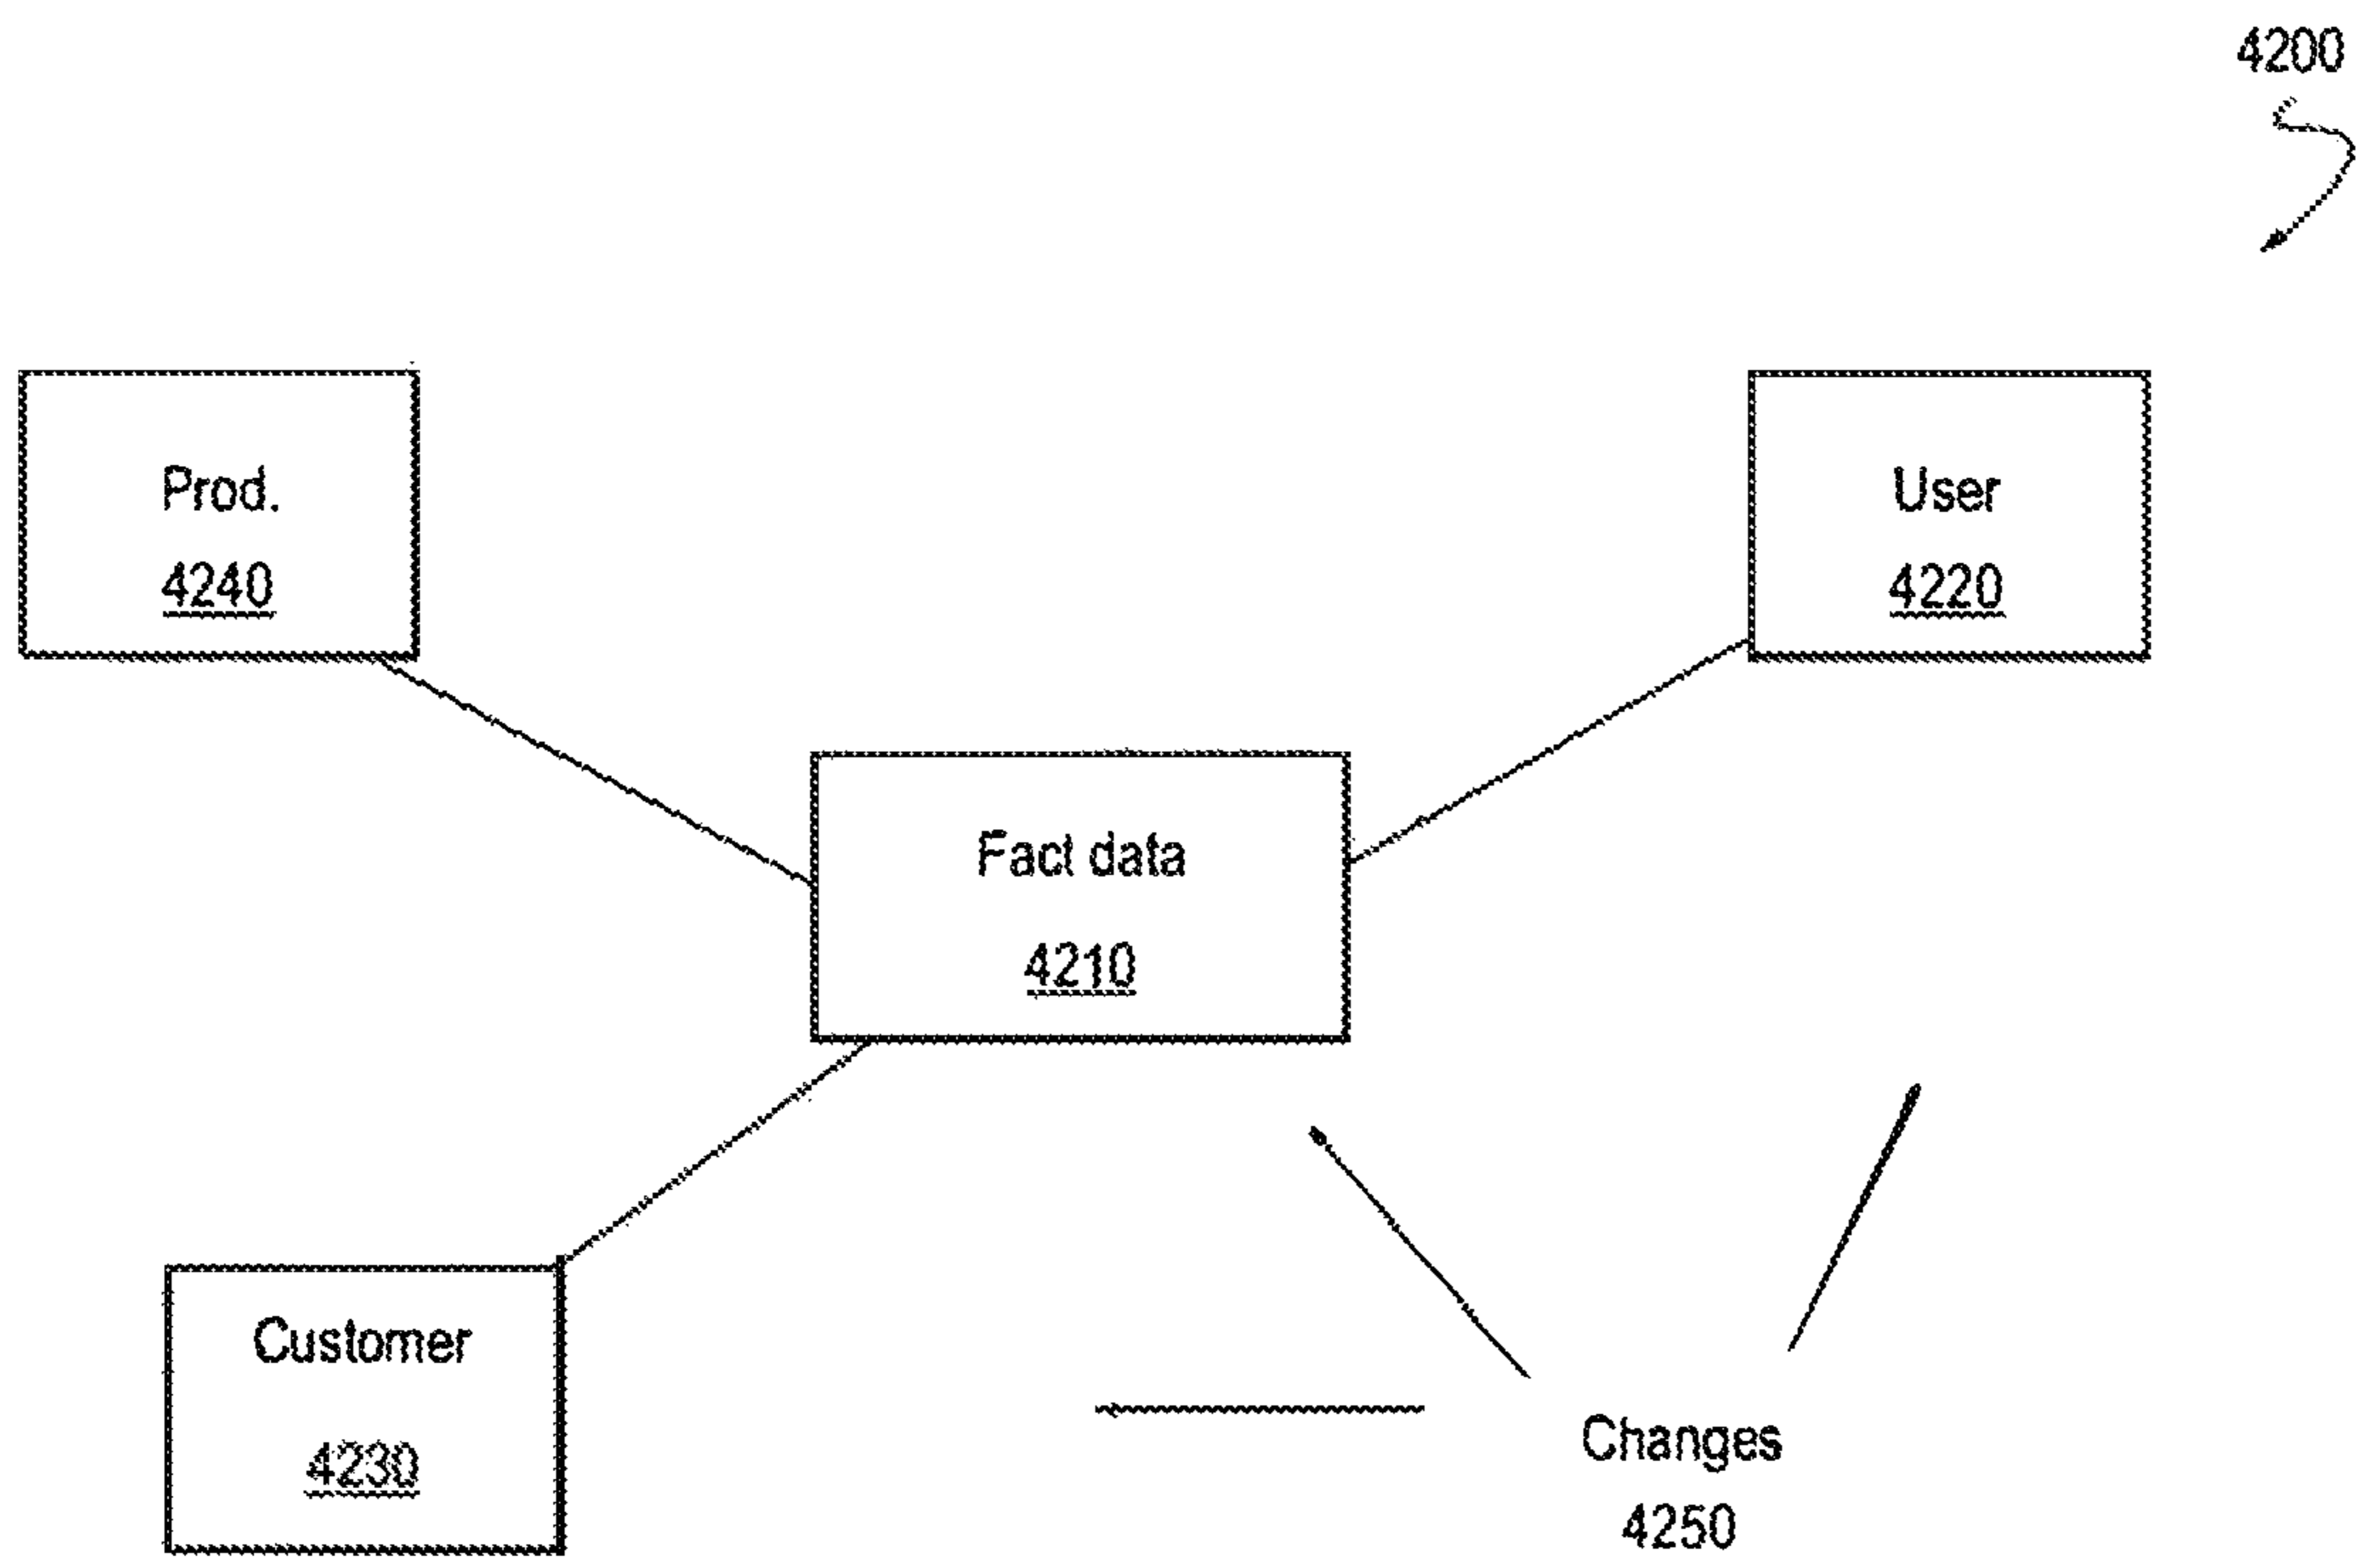 4200
Prod.
4240
User
4220
Fact data
4210
Customer
4230
Changes
4250